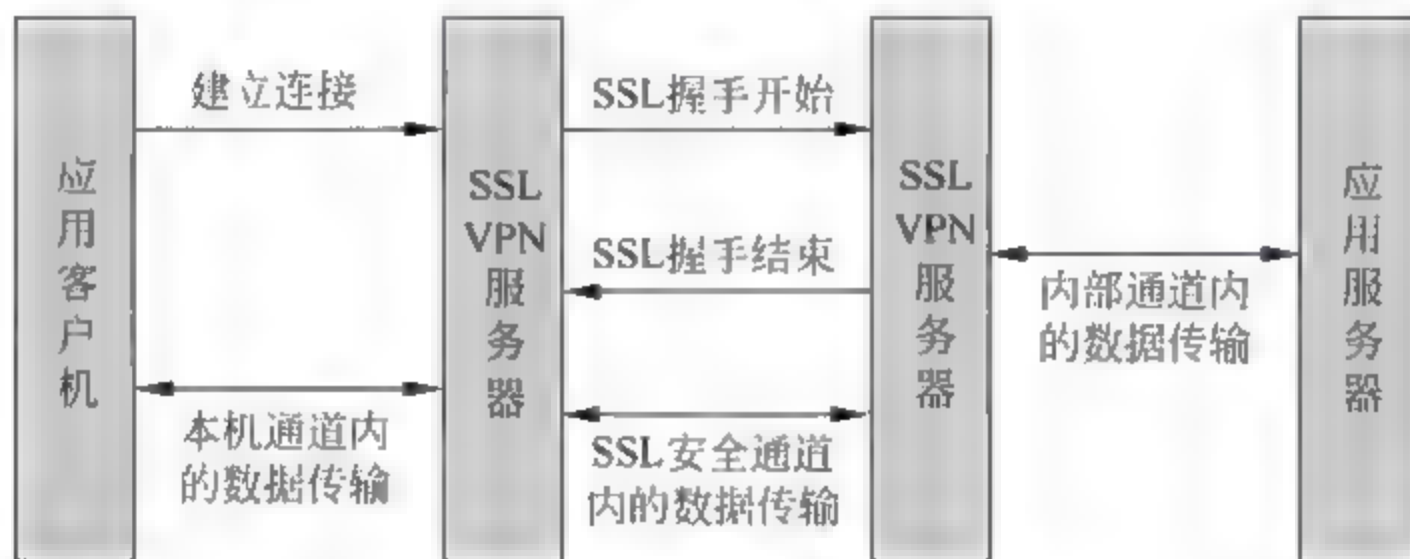 建立连接
SSL握手开始
应用客户机
SSL
VPN
服务器
SSL
VPN
服务器
应用服务器
SSL握手结束
内部通道内
的数据传输
本机通道内
的数据传输
SSL安全通道
内的数据传输